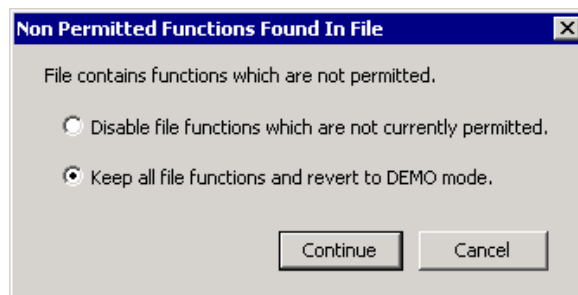 Non Permitted Functions Found In File
File contains functions which are not permitted.
Disable file functions which are not currently permitted.
Keep all file functions and revert to DEMO mode.
Continue Cancel